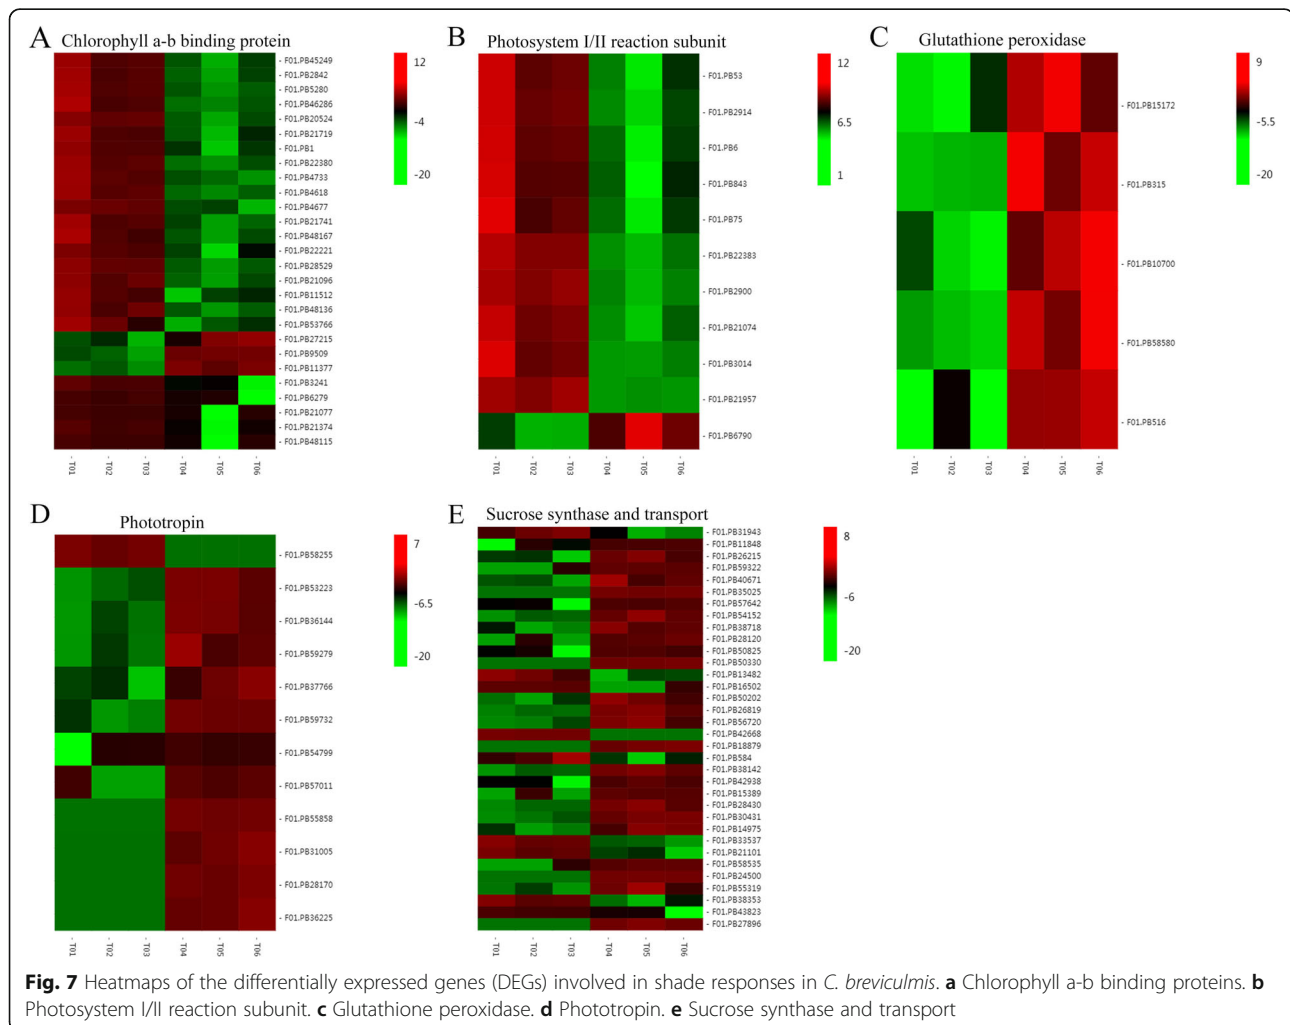 A
Chlorophyll a-b binding protein
- F01.PB45249
- F01.PB2842
- F01.PB5280
- F01.PB46286
- F01.PB20524
- F01.PB21719
- F01.PB1
- F01.PB22380
- F01.PB4733
- F01.PB4618
- F01.PB4677
- F01.PB21741
- F01.PB48167
- F01.PB22221
- F01.PB28529
- F01.PB21096
- F01.PB11512
- F01.PB48136
- F01.PB53766
- F01.PB27215
- F01.PB9509
- F01.PB11377
- F01.PB3241
- F01.PB6279
- F01.PB21077
- F01.PB21374
- F01.PB48115
- T01
- T02
- T03
- T04
- T05
- T06
12
-4
-20
B
Photosystem I/II reaction subunit
- F01.PB53
- F01.PB2914
- F01.PB6
- F01.PB843
- F01.PB75
- F01.PB22383
- F01.PB2900
- F01.PB21074
- F01.PB3014
- F01.PB21957
- F01.PB6790
- T01
- T02
- T03
- T04
- T05
- T06
12
6.5
1
C
Glutathione peroxidase
- F01.PB15172
- F01.PB315
- F01.PB10700
- F01.PB58580
- F01.PB516
- T01
- T02
- T03
- T04
- T05
- T06
9
-5.5
-20
D
Phototropin
- F01.PB58255
- F01.PB53223
- F01.PB36144
- F01.PB59279
- F01.PB37766
- F01.PB59732
- F01.PB54799
- F01.PB57011
- F01.PB55858
- F01.PB31005
- F01.PB28170
- F01.PB36225
- T01
- T02
- T03
- T04
- T05
- T06
7
-6.5
-20
E
Sucrose synthase and transport
- F01.PB31943
- F01.PB11848
- F01.PB26215
- F01.PB59322
- F01.PB40671
- F01.PB35025
- F01.PB57642
- F01.PB54152
- F01.PB38718
- F01.PB28120
- F01.PB50825
- F01.PB50330
- F01.PB13482
- F01.PB16502
- F01.PB50202
- F01.PB26819
- F01.PB56720
- F01.PB42668
- F01.PB18879
- F01.PB584
- F01.PB38142
- F01.PB42938
- F01.PB15389
- F01.PB28430
- F01.PB30431
- F01.PB14975
- F01.PB33537
- F01.PB21101
- F01.PB58535
- F01.PB24500
- F01.PB55319
- F01.PB38353
- F01.PB43823
- F01.PB27896
- T01
- T02
- T03
- T04
- T05
- T06
8
-6
-20
Fig. 7 Heatmaps of the differentially expressed genes (DEGs) involved in shade responses in C. breviculmis. a Chlorophyll a-b binding proteins. b
Photosystem I/II reaction subunit. c Glutathione peroxidase. d Phototropin. e Sucrose synthase and transport